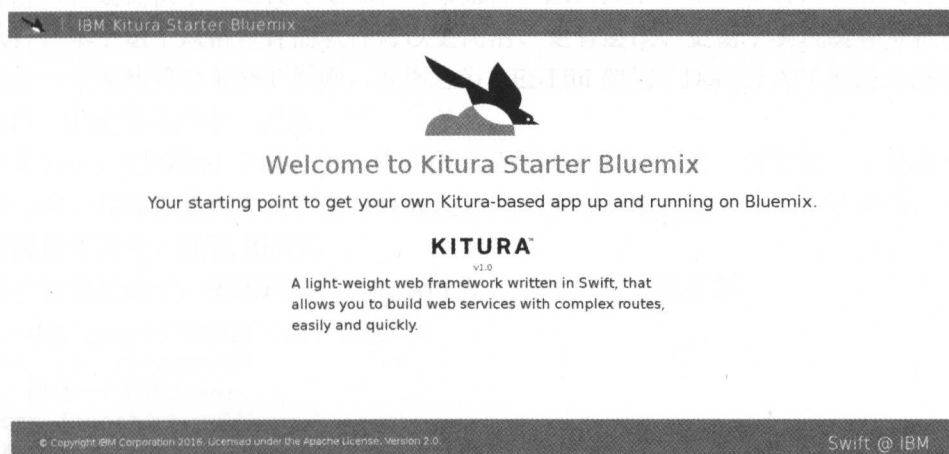 IBM Kitura Starter Bluemix
Welcome to Kitura Starter Bluemix
Your starting point to get your own Kitura-based app up and running on Bluemix.
KITURA™
v1.0
A light-weight web framework written in Swift, that
allows you to build web services with complex routes,
easily and quickly.
© Copyright IBM Corporation 2016. Licensed under the Apache License, Version 2.0.
Swift @ IBM